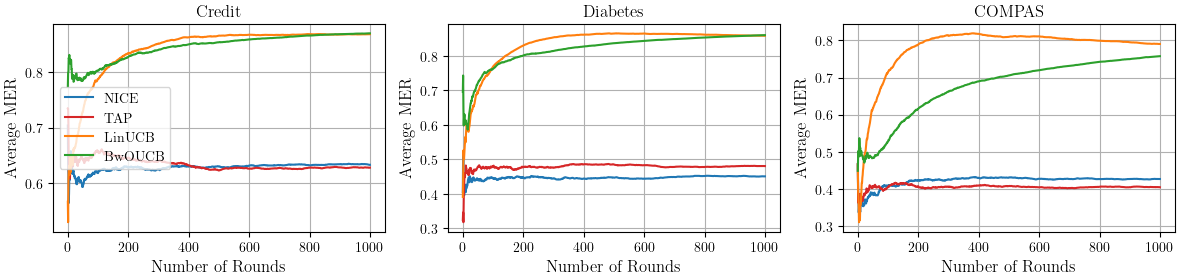 Credit
Average MER
0.8
0.7
0.6
NICE
TAP
LinUCB
BwOUCB
0 200 400 600 800 1000
Number of Rounds
Diabetes
Average MER
0.9
0.8
0.7
0.6
0.5
0.4
0.3
0 200 400 600 800 1000
Number of Rounds
COMPAS
Average MER
0.8
0.7
0.6
0.5
0.4
0.3
0 200 400 600 800 1000
Number of Rounds